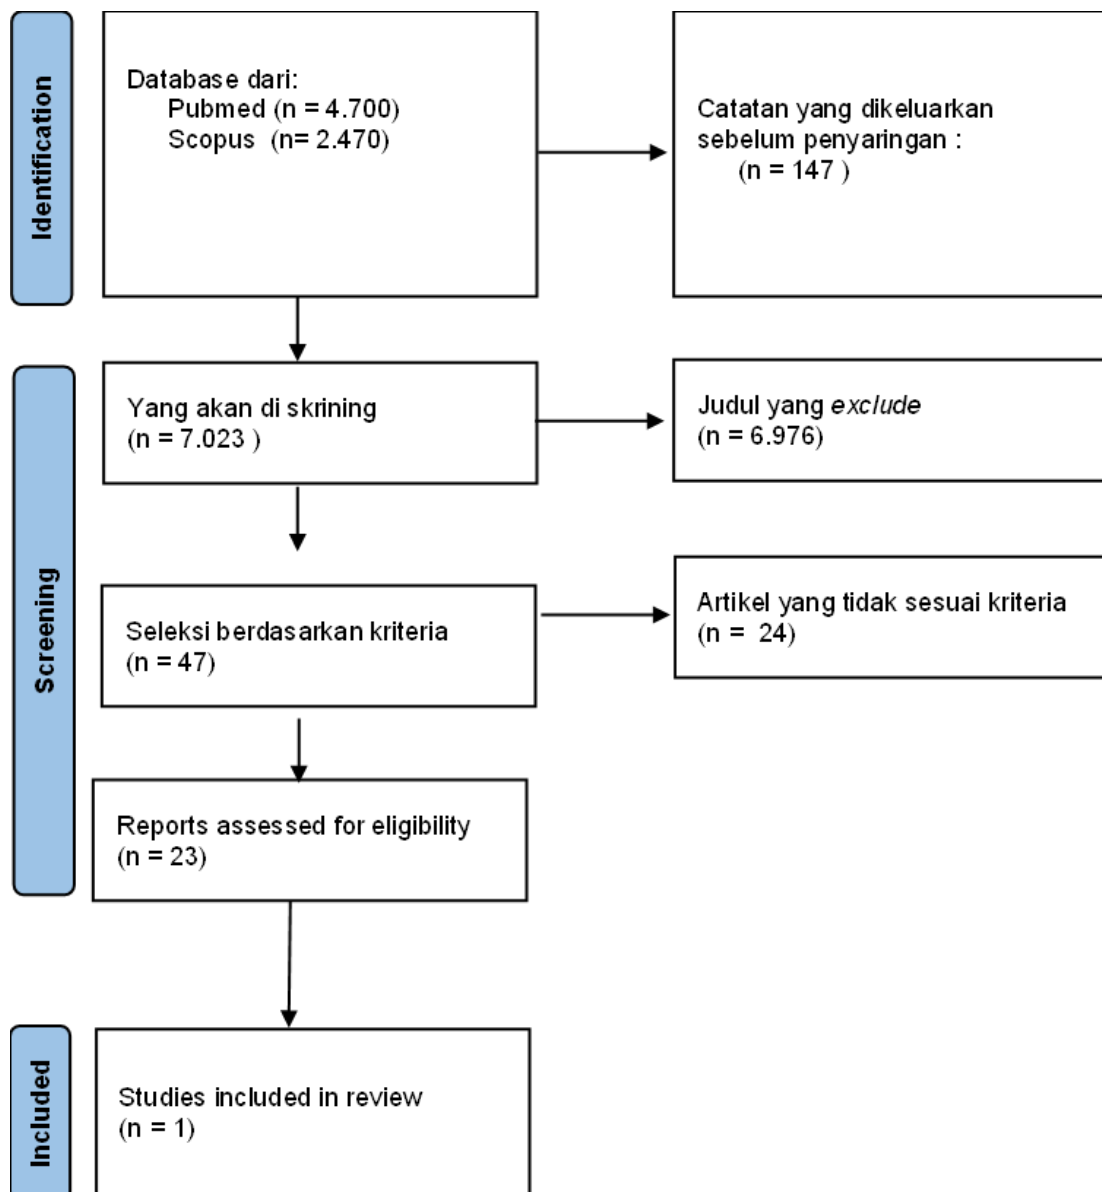 Identification
Database dari:
Pubmed (n = 4.700)
Scopus (n= 2.470)
Catatan yang dikeluarkan
sebelum penyaringan :
(n = 147 )
Screening
Yang akan di skrining
(n = 7.023 )
Judul yang exclude
(n = 6.976)
Seleksi berdasarkan kriteria
(n = 47)
Artikel yang tidak sesuai kriteria
(n = 24)
Reports assessed for eligibility
(n = 23)
Included
Studies included in review
(n = 1)